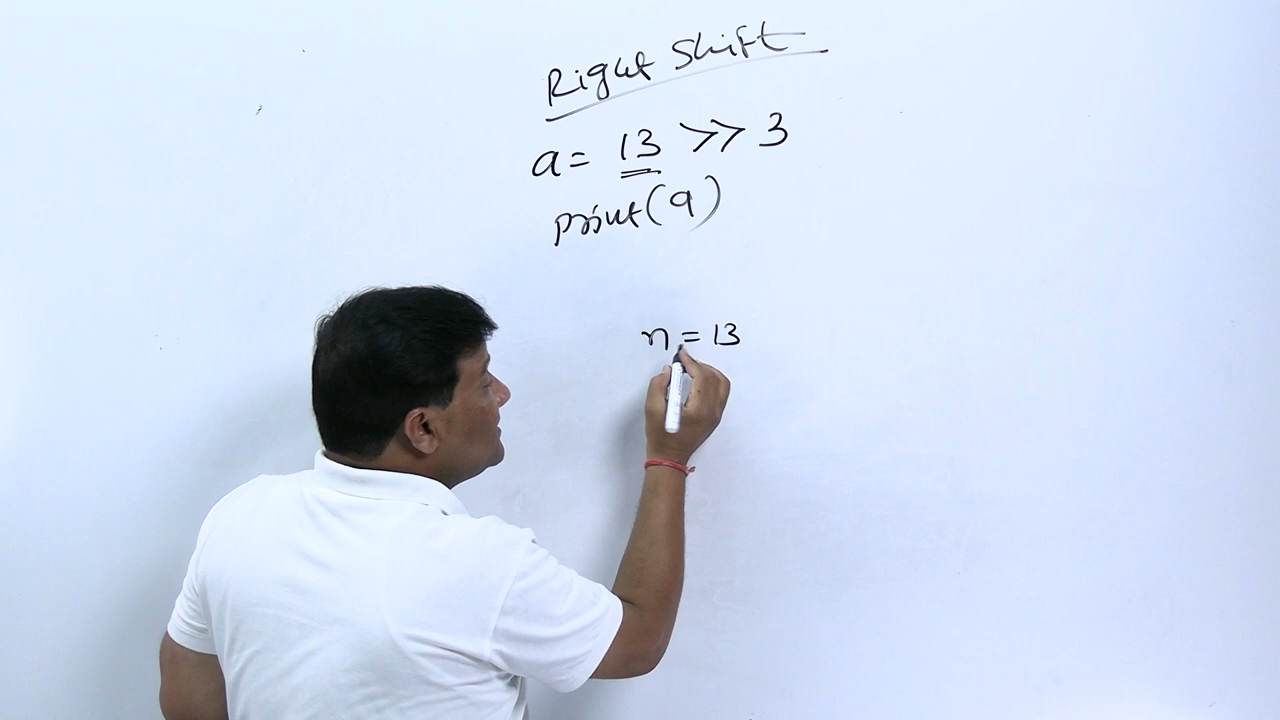 Right Shift
a = 13 >> 3
print(a)
n = 13